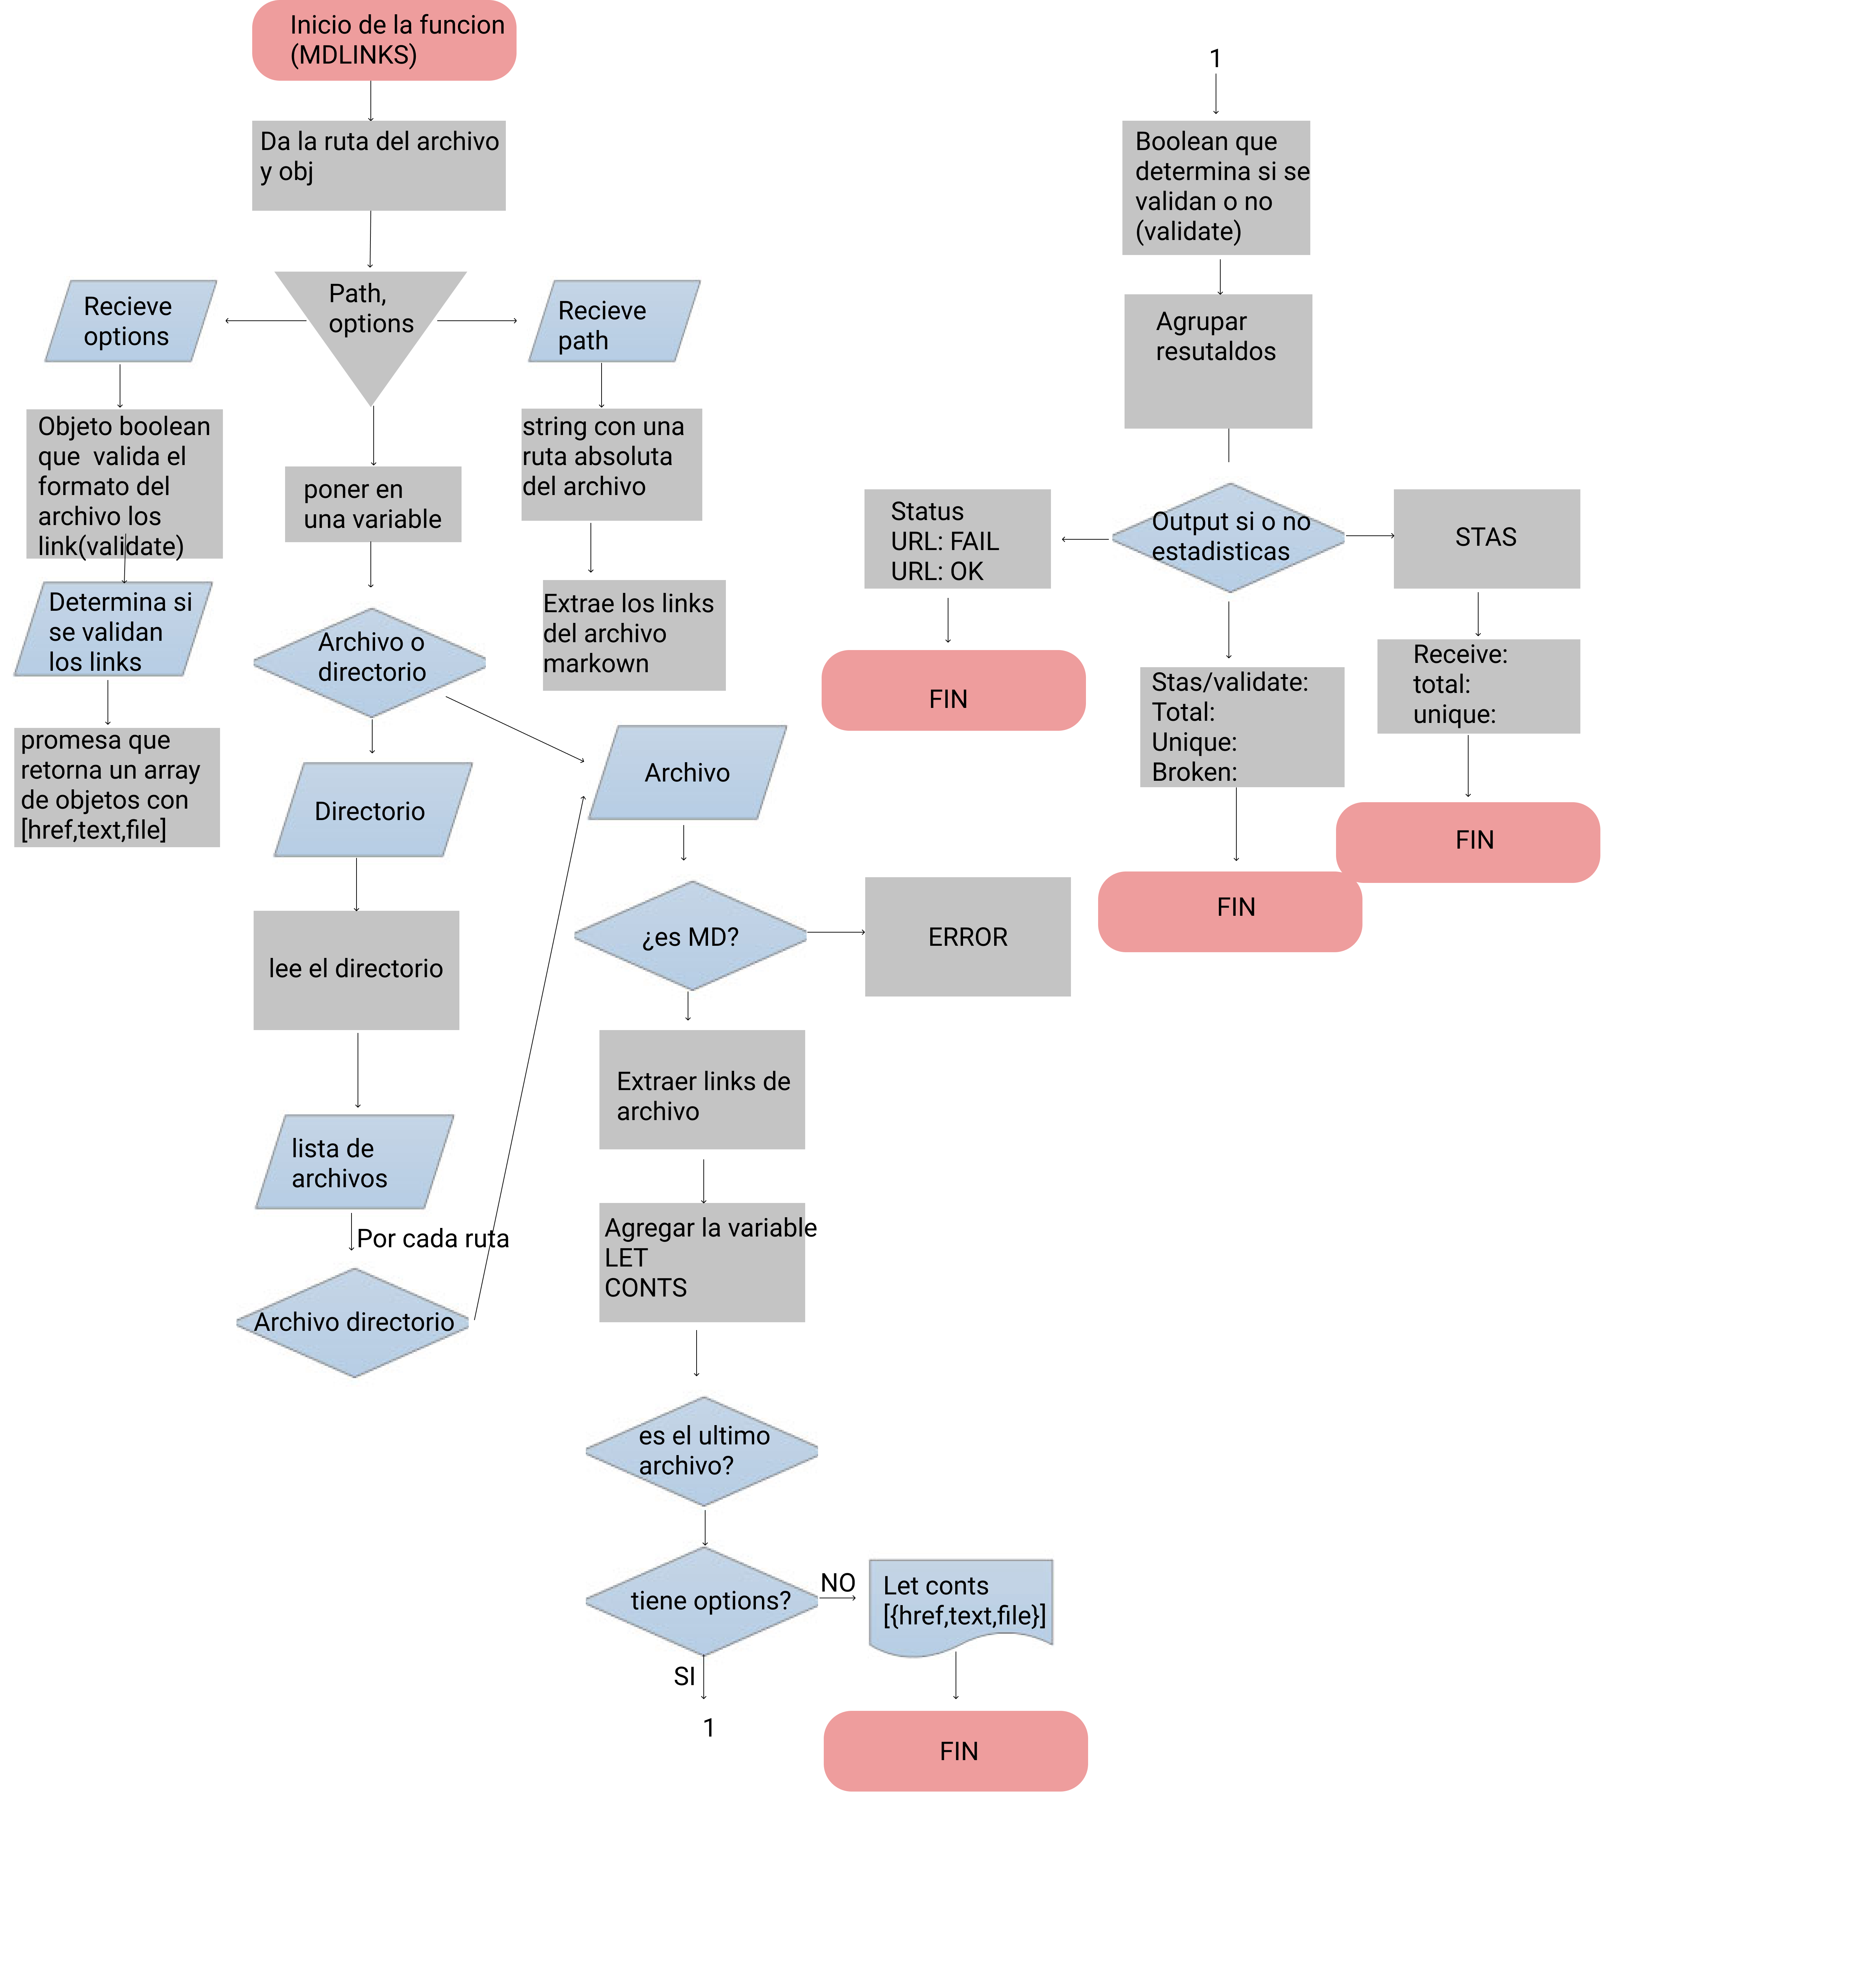 Inicio de la funcion
(MDLINKS)
Da la ruta del archivo
y obj
Path,
options
Recieve
options
Objeto boolean
que  valida el
formato del
archivo los
link(validate)
Determina si
se validan
los links
promesa que
retorna un array
de objetos con
[href,text,file]
Recieve
path
string con una
ruta absoluta
del archivo
Extrae los links
del archivo
markown
poner en
una variable
Archivo o
directorio
Directorio
lee el directorio
lista de
archivos
Por cada ruta
Archivo directorio
Archivo
¿es MD?
ERROR
Extraer links de
archivo
Agregar la variable
LET
CONTS
es el ultimo
archivo?
tiene options?
NO
Let conts
[{href,text,file}]
FIN
SI
1
1
Boolean que
determina si se
validan o no
(validate)
Agrupar
resutaldos
Output si o no
estadisticas
Status
URL: FAIL
URL: OK
FIN
Stas/validate:
Total:
Unique:
Broken:
FIN
STAS
Receive:
total:
unique:
FIN